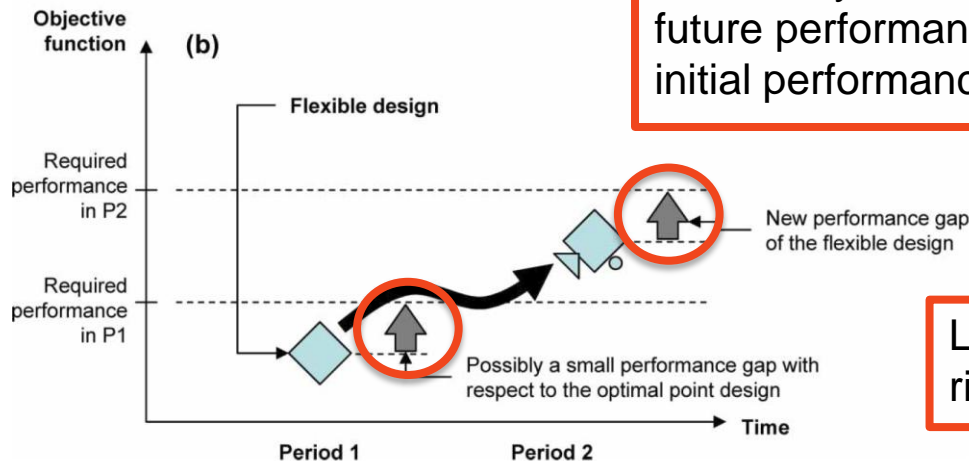 Objective
function
(b)
future performan
initial performanc
Flexible design
Required
performance
in P2
New performance gap
of the flexible design
Required
performance
in P1
Possibly a small performance gap with
respect to the optimal point design
Time
Period 1
Period 2